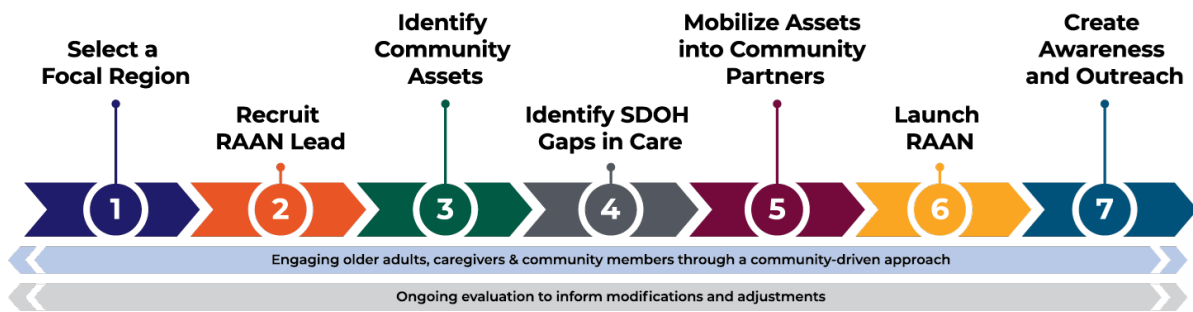 Select a
Focal Region
Recruit
RAAN Lead
Identify
Community
Assets
Identify SDOH
Gaps in Care
Mobilize Assets
into Community
Partners
Launch
RAAN
Create
Awareness
and Outreach
1
2
3
4
5
6
7
Engaging older adults, caregivers & community members through a community-driven approach
Ongoing evaluation to inform modifications and adjustments